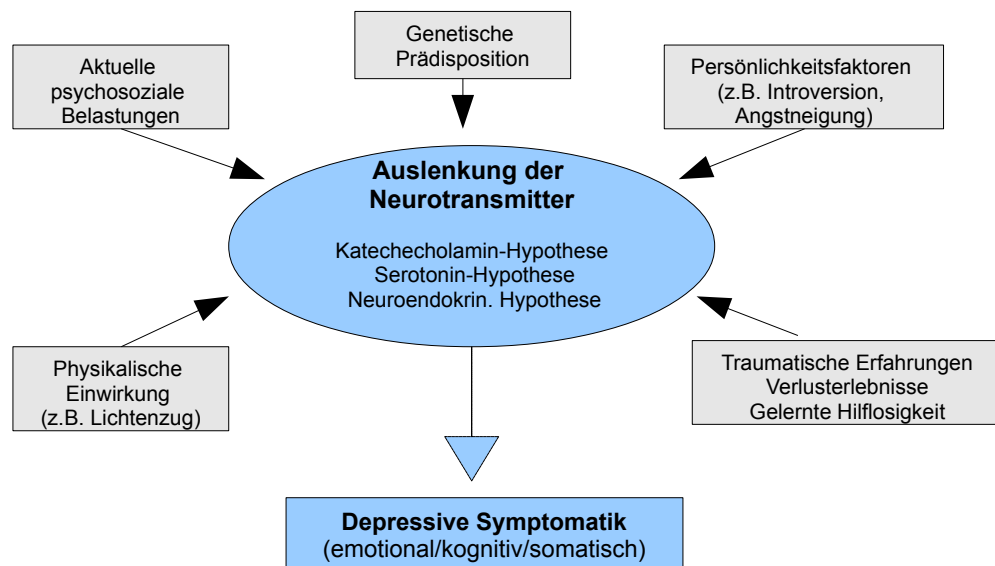 Genetische
Prädisposition
Aktuelle
psychosoziale
Belastungen
Persönlichkeitsfaktoren
(z.B. Introversion,
Angstneigung)
Auslenkung der
Neurotransmitter
Katechecholamin-Hypothese
Serotonin-Hypothese
Neuroendokrin. Hypothese
Physikalische
Einwirkung
(z.B. Lichtenzug)
Traumatische Erfahrungen
Verlusterlebnisse
Gelernte Hilflosigkeit
Depressive Symptomatik
(emotional/kognitiv/somatisch)